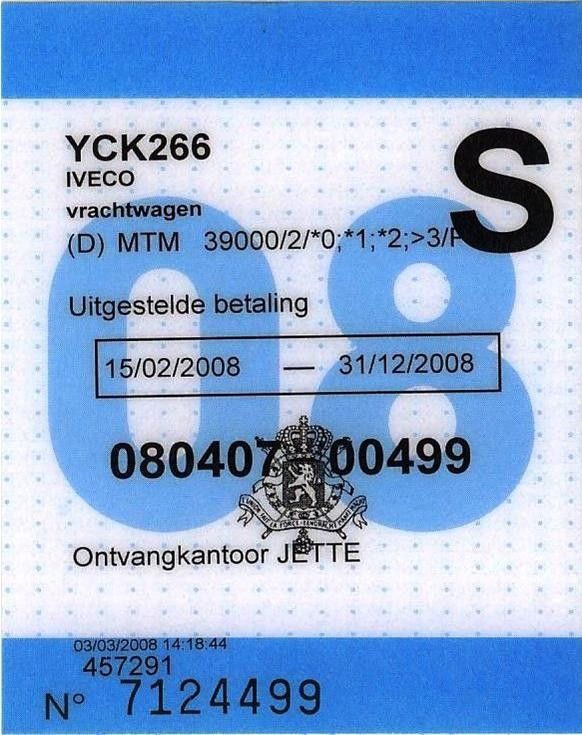 YCK266
IVECO
S
vrachtwagen
(D) MTM 39000/2/*0;*1;*2;>3/P
08
Uitgestelde betaling
15/02/2008 — 31/12/2008
080407 00499
L'UNION FAIT LA FORCE - EENDRACHT MAAKT MACHT
Ontvangkantoor JETTE
03/03/2008 14:18:44
457291
N° 7124499